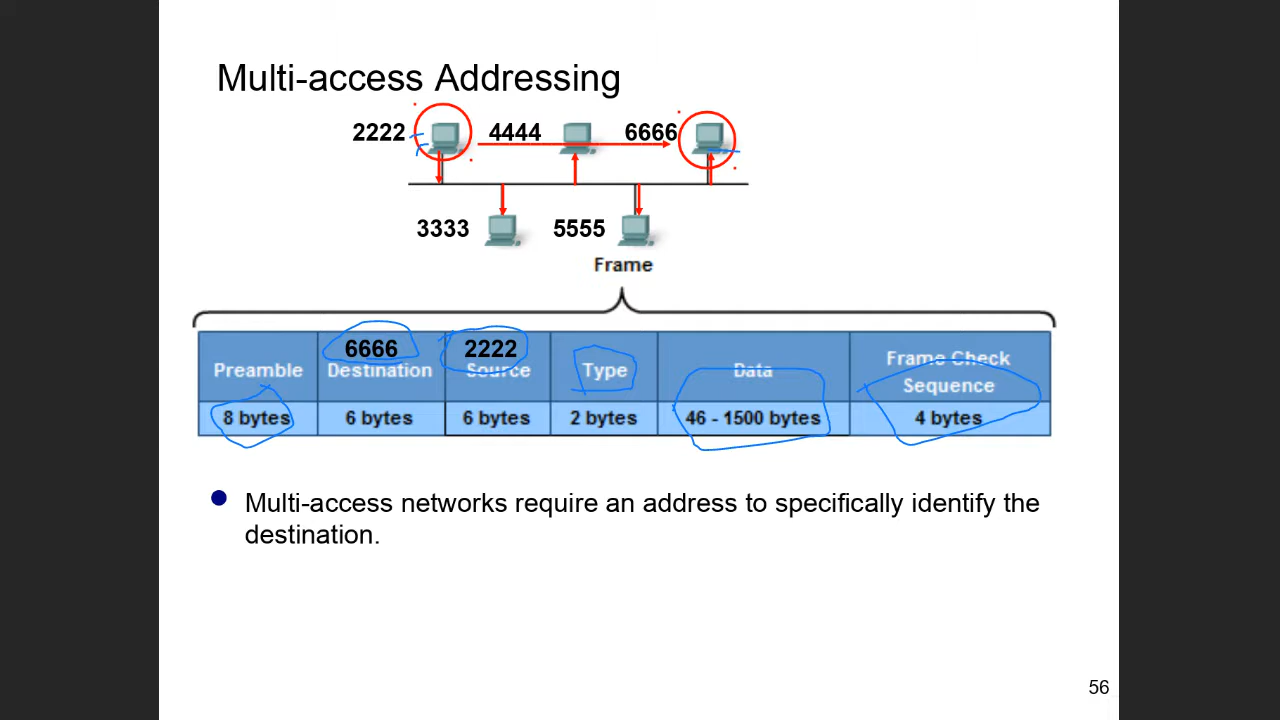 Multi-access Addressing
2222 4444 6666
3333 5555
Frame
6666 2222
Preamble Destination Source Type Data Frame Check Sequence
8 bytes 6 bytes 6 bytes 2 bytes 46 - 1500 bytes 4 bytes
Multi-access networks require an address to specifically identify the
destination.
56